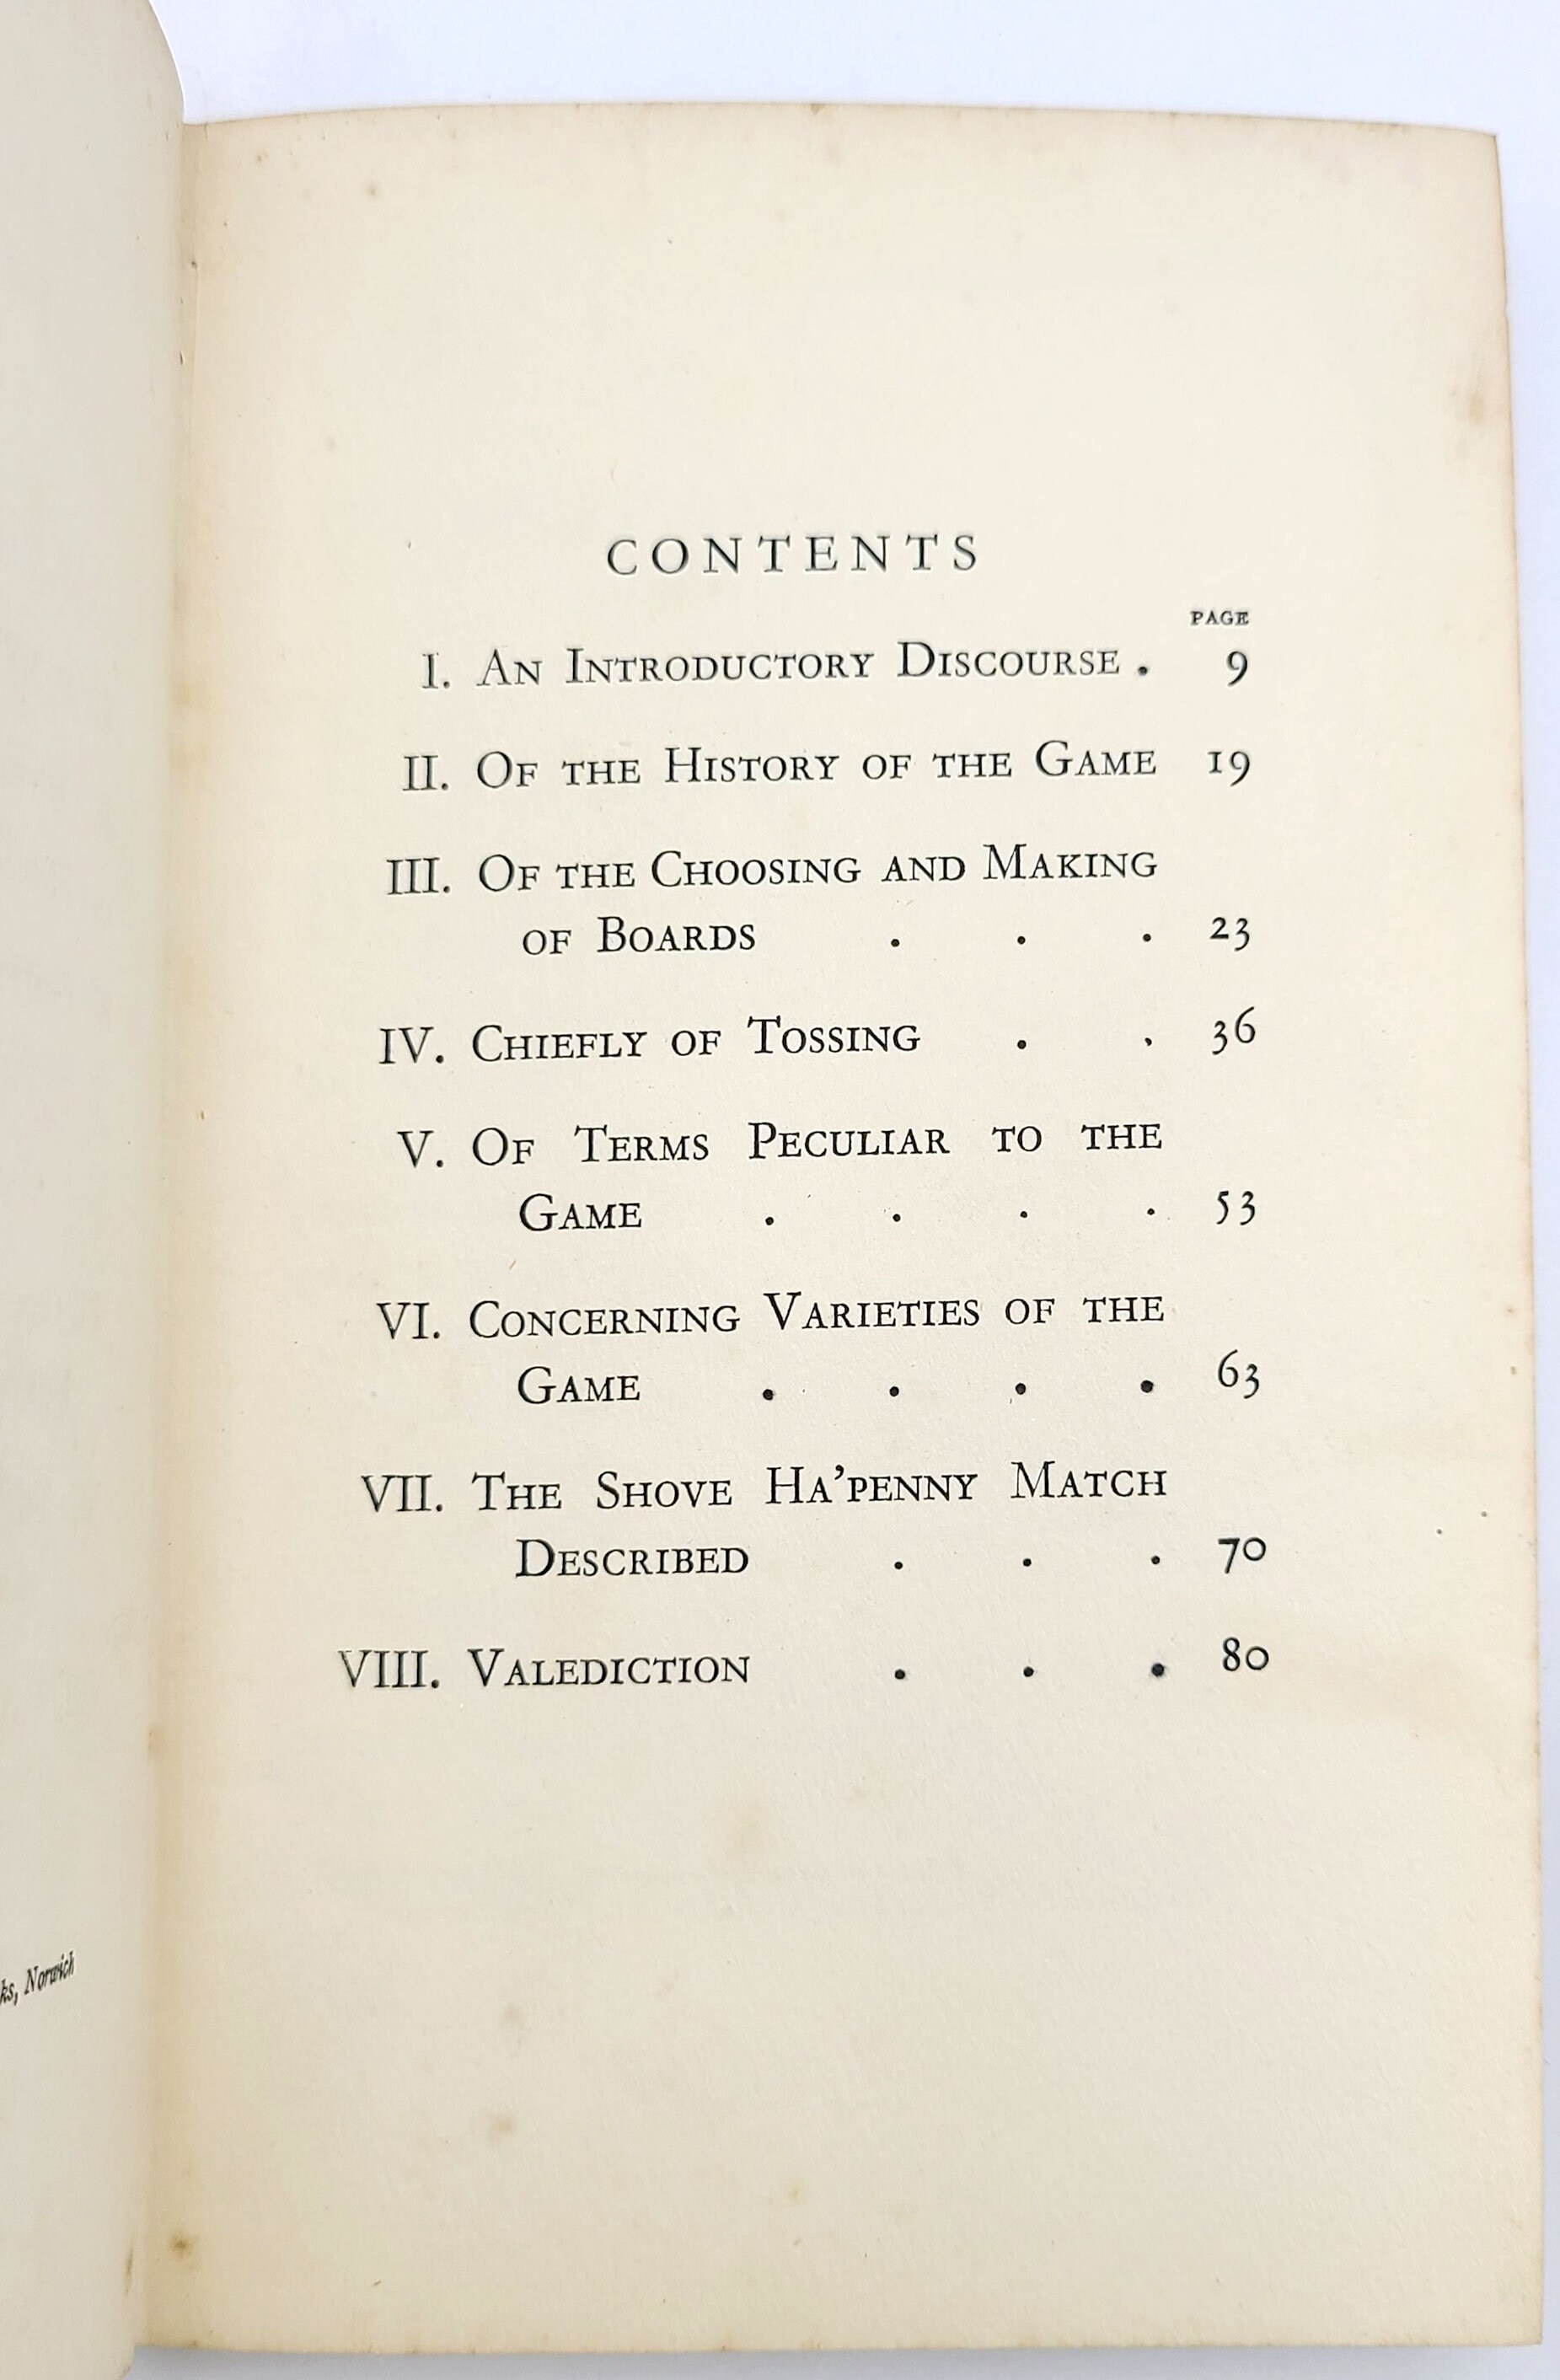 ks, Norwich
CONTENTS
PAGE
I. An Introductory Discourse . 9
II. Of the History of the Game 19
III. Of the Choosing and Making
of Boards . . . 23
IV. Chiefly of Tossing . . 36
V. Of Terms Peculiar to the
Game . . . . 53
VI. Concerning Varieties of the
Game . . . . 63
VII. The Shove Ha'penny Match
Described . . . 70
VIII. Valediction . . . 80